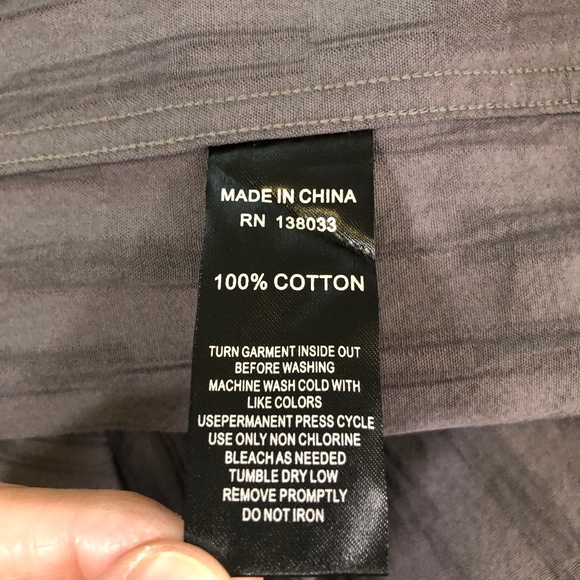 MADE IN CHINA
RN 138033
100% COTTON
TURN GARMENT INSIDE OUT
BEFORE WASHING
MACHINE WASH COLD WITH
LIKE COLORS
USEPERMANENT PRESS CYCLE
USE ONLY NON CHLORINE
BLEACH AS NEEDED
TUMBLE DRY LOW
REMOVE PROMPTLY
DO NOT IRON